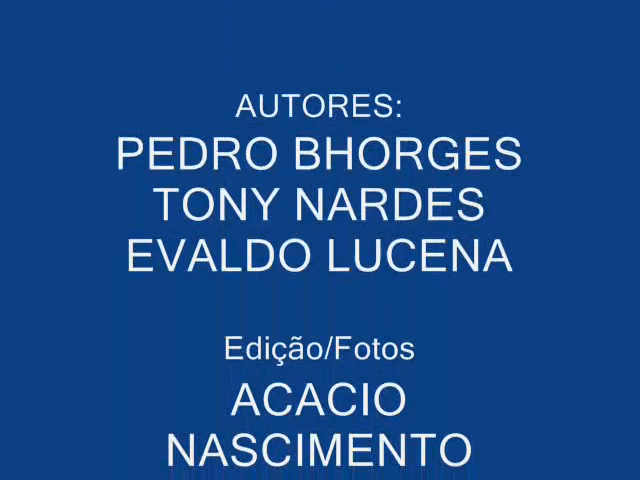 AUTORES:
PEDRO BHORGES
TONY NARDES
EVALDO LUCENA
Edição/Fotos
ACACIO
NASCIMENTO